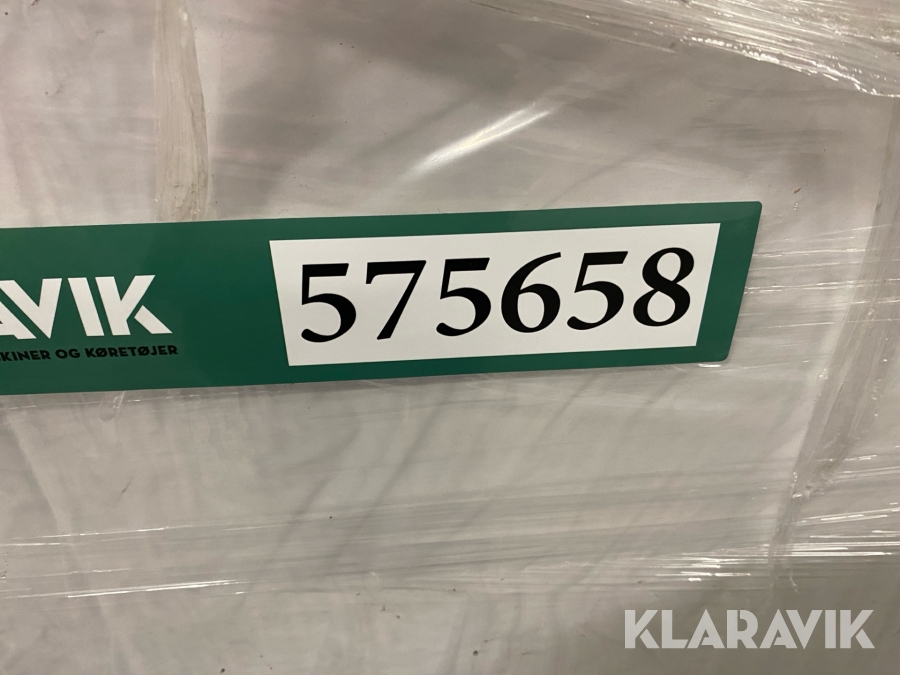 AVIK
KINER OG KØRETØJER
575658
KLARAVIK